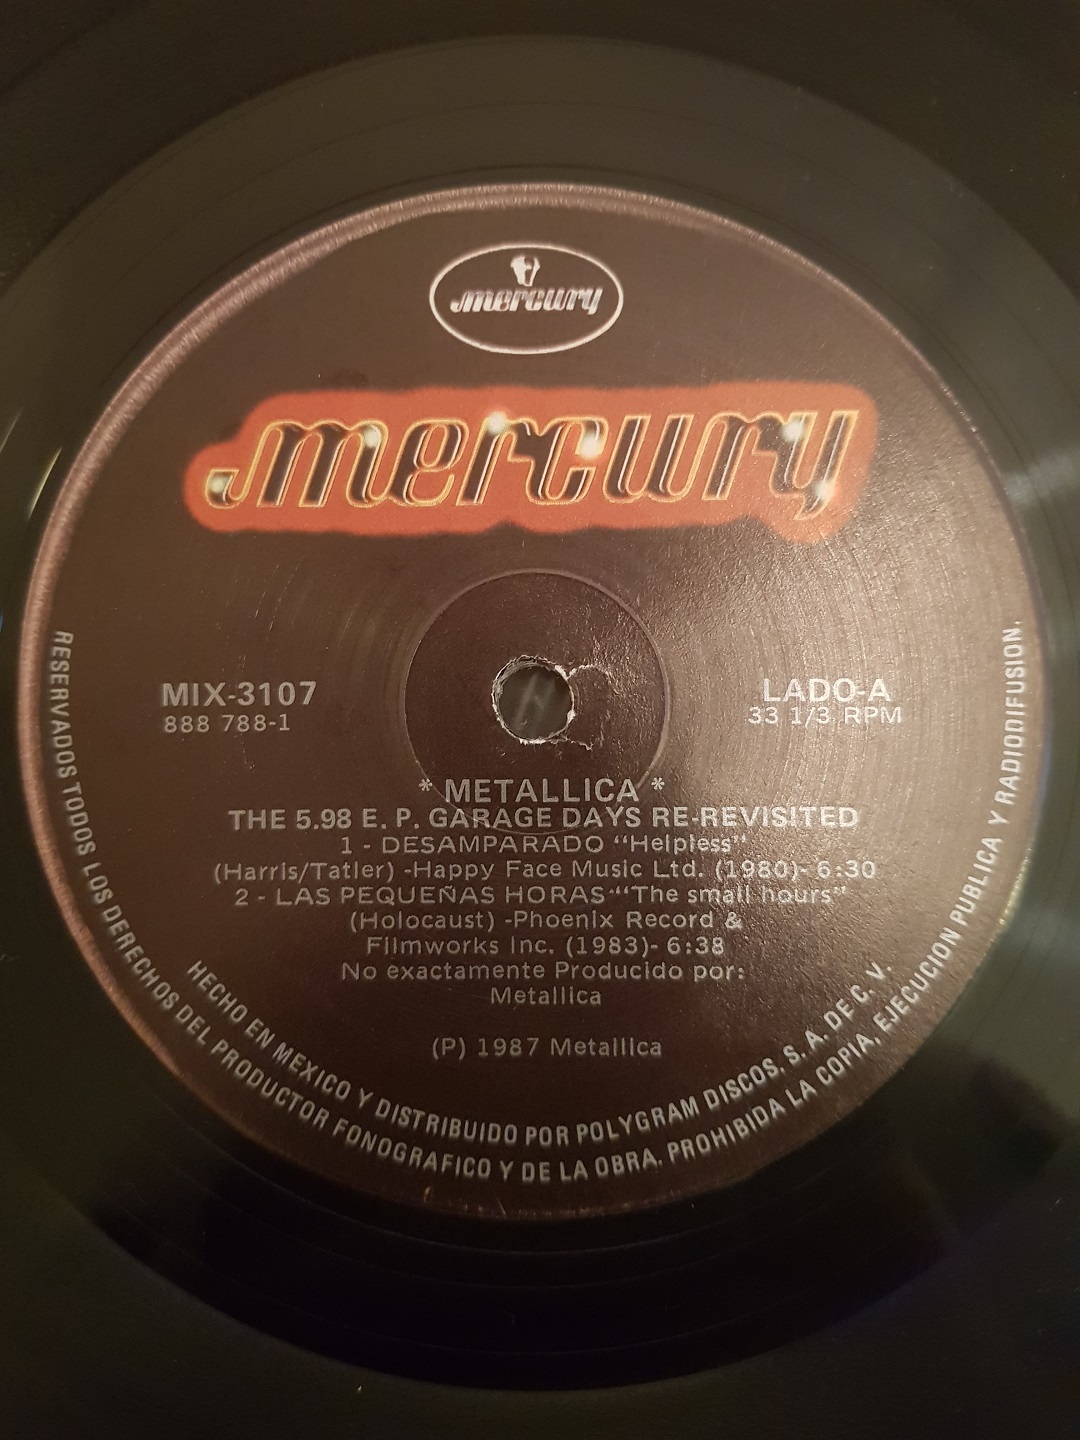 mercury
mercury
MIX-3107
888 788-1
LADO-A
33 1/3 RPM
* METALLICA *
THE 5.98 E. P. GARAGE DAYS RE-REVISITED
1 - DESAMPARADO "Helpless"
(Harris/Tatler) -Happy Face Music Ltd. (1980)- 6:30
2 - LAS PEQUEÑAS HORAS-"The small hours"
(Holocaust) -Phoenix Record &
Filmworks Inc. (1983)- 6:38
No exactamente Producido por:
Metallica
(P) 1987 Metallica
HECHO EN MEXICO Y DISTRIBUIDO POR POLYGRAM DISCOS, S. A. DE C. V.
RESERVADOS TODOS LOS DERECHOS DEL PRODUCTOR FONOGRAFICO Y DE LA OBRA. PROHIBIDA LA COPIA, EJECUCION PUBLICA Y RADIODIFUSION.